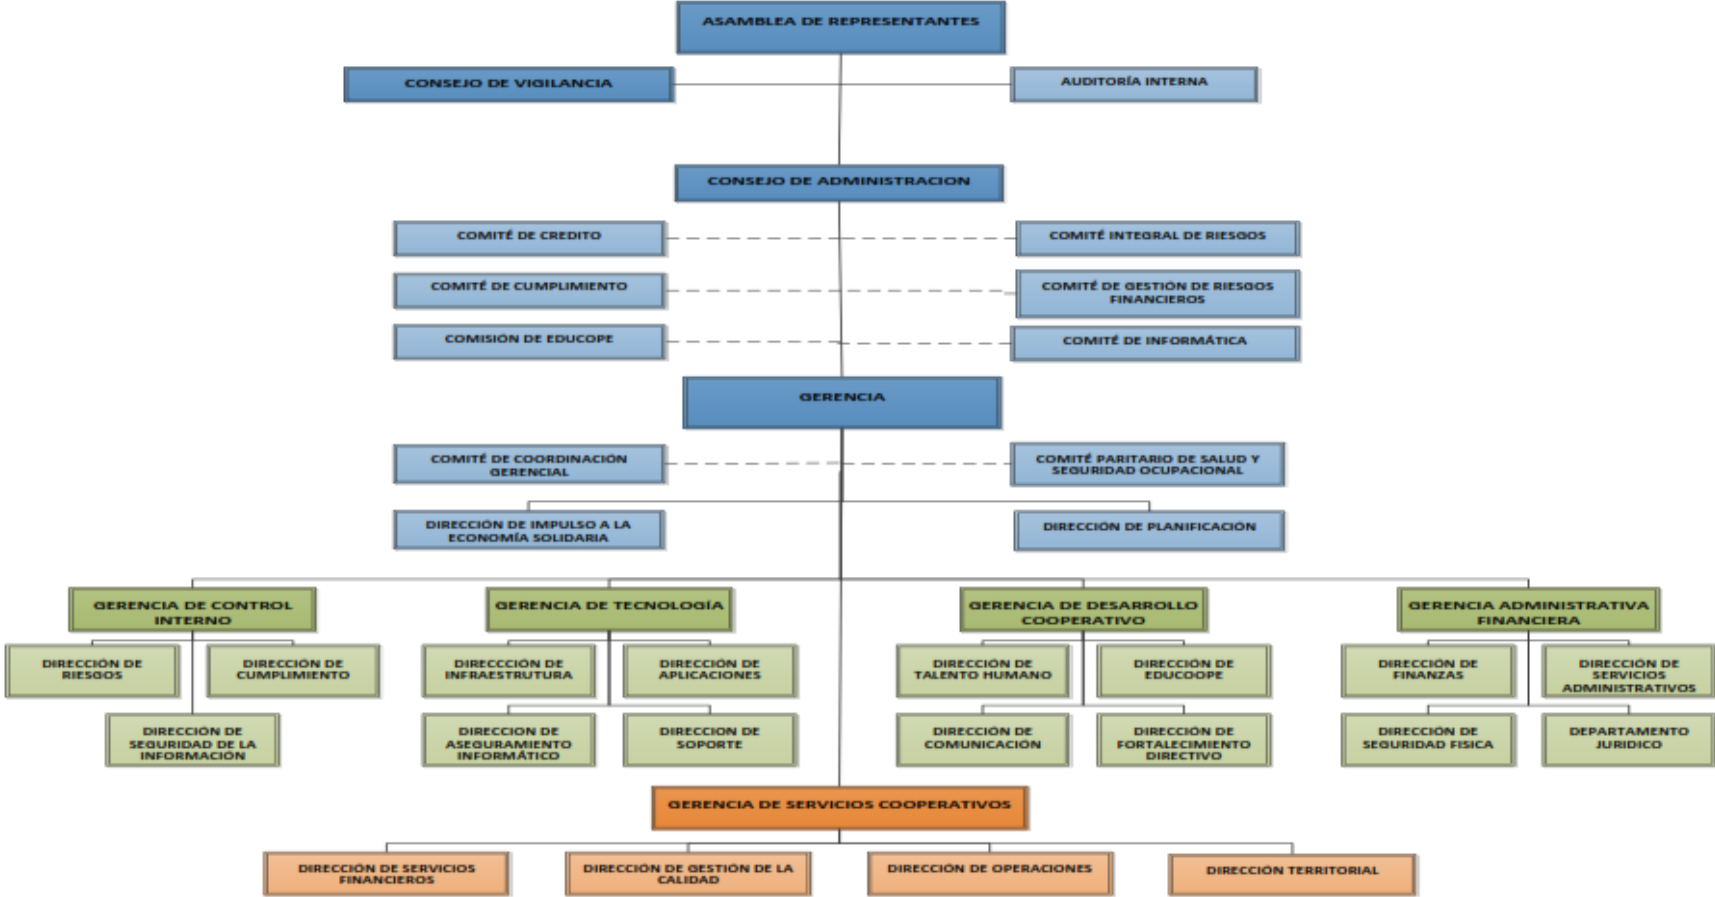 ASAMBLEA DE REPRESENTANTES
CONSEJO DE VIGILANCIA
AUDITORÍA INTERNA
CONSEJO DE ADMINISTRACION
COMITÉ DE CREDITO
COMITÉ INTEGRAL DE RIESGOS
COMITÉ DE CUMPLIMIENTO
COMITÉ DE GESTIÓN DE RIESGOS
FINANCIEROS
COMISIÓN DE EDUCOPE
COMITÉ DE INFORMÁTICA
GERENCIA
COMITÉ DE COORDINACIÓN
GERENCIAL
COMITÉ PARITARIO DE SALUD Y
SEGURIDAD OCUPACIONAL
DIRECCIÓN DE IMPULSO A LA
ECONOMÍA SOLIDARIA
DIRECCIÓN DE PLANIFICACIÓN
GERENCIA DE CONTROL
INTERNO
GERENCIA DE TECNOLOGÍA
GERENCIA DE DESARROLLO
COOPERATIVO
GERENCIA ADMINISTRATIVA
FINANCIERA
DIRECCIÓN DE
RIESGOS
DIRECCIÓN DE
CUMPLIMIENTO
DIRECCCIÓN DE
INFRAESTRUTURA
DIRECCIÓN DE
APLICACIONES
DIRECCIÓN DE
TALENTO HUMANO
DIRECCIÓN DE
EDUCOOPE
DIRECCIÓN DE
FINANZAS
DIRECCIÓN DE
SERVICIOS
ADMINISTRATIVOS
DIRECCIÓN DE
SEGURIDAD DE LA
INFORMACIÓN
DIRECCION DE
ASEGURAMIENTO
INFORMÁTICO
DIRECCION DE
SOPORTE
DIRECCIÓN DE
COMUNICACIÓN
DIRECCIÓN DE
FORTALECIMIENTO
DIRECTIVO
DIRECCIÓN DE
SEGURIDAD FISICA
DEPARTAMENTO
JURIDICO
GERENCIA DE SERVICIOS COOPERATIVOS
DIRECCIÓN DE SERVICIOS
FINANCIEROS
DIRECCIÓN DE GESTIÓN DE LA
CALIDAD
DIRECCIÓN DE OPERACIONES
DIRECCIÓN TERRITORIAL